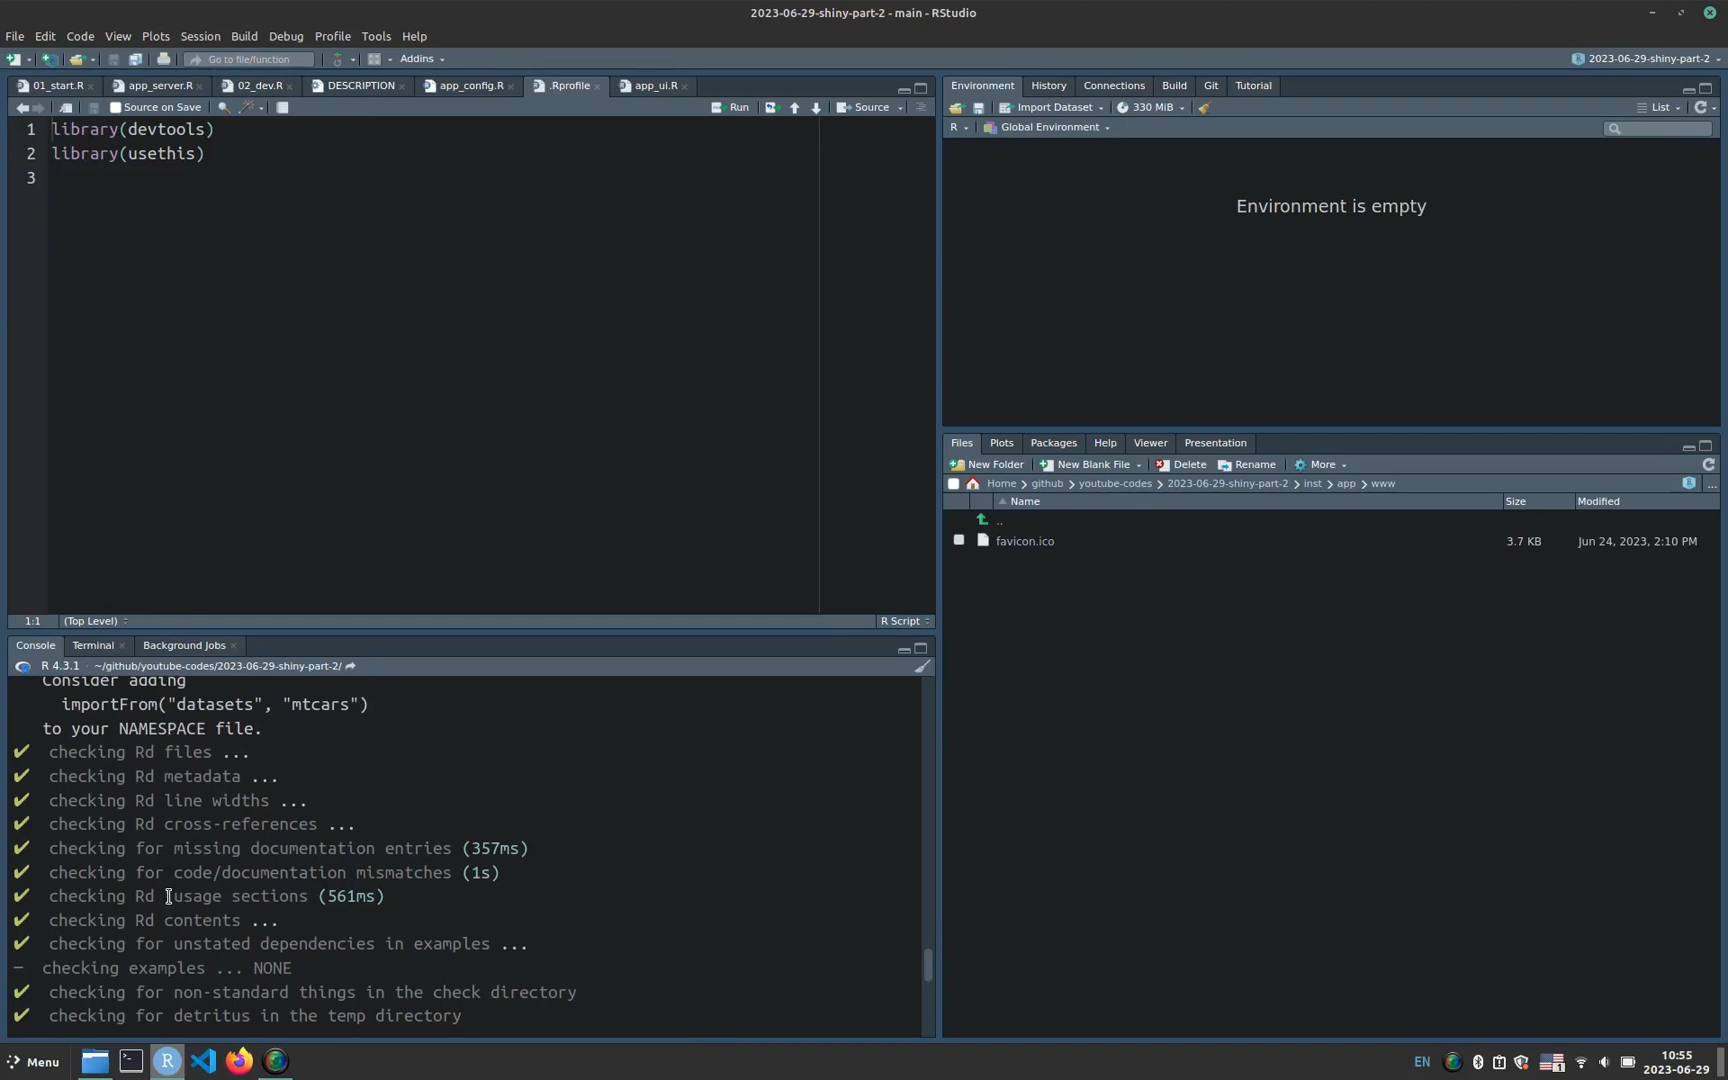 2023-06-29-shiny-part-2 - main - RStudio
File Edit Code View Plots Session Build Debug Profile Tools Help
Go to file/function Addins 2023-06-29-shiny-part-2
01_start.R app_server.R 02_dev.R DESCRIPTION app_config.R .Rprofile app_ui.R
Source on Save Run Source
1 library(devtools)
2 library(usethis)
3
1:1 (Top Level) R Script
Console Terminal Background Jobs
R 4.3.1 · ~/github/youtube-codes/2023-06-29-shiny-part-2/
Consider adding
importFrom("datasets", "mtcars")
to your NAMESPACE file.
✔ checking Rd files ...
✔ checking Rd metadata ...
✔ checking Rd line widths ...
✔ checking Rd cross-references ...
✔ checking for missing documentation entries (357ms)
✔ checking for code/documentation mismatches (1s)
✔ checking Rd \usage sections (561ms)
✔ checking Rd contents ...
✔ checking for unstated dependencies in examples ...
─ checking examples ... NONE
✔ checking for non-standard things in the check directory
✔ checking for detritus in the temp directory
Environment History Connections Build Git Tutorial
Import Dataset 330 MiB List
R Global Environment
Environment is empty
Files Plots Packages Help Viewer Presentation
New Folder New Blank File Delete Rename More
Home github youtube-codes 2023-06-29-shiny-part-2 inst app www ...
Name Size Modified
..
favicon.ico 3.7 KB Jun 24, 2023, 2:10 PM
Menu EN 1 10:55
2023-06-29